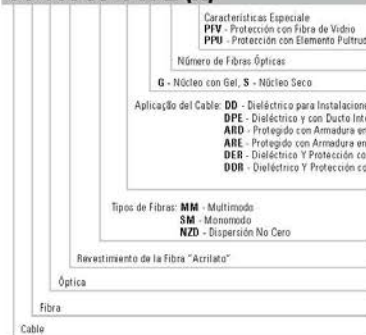 Características Especiale
PFV - Protección con Fibra de Vidrio
PPU - Protección con Elemento Pultrud
Número de Fibras Ópticas
G - Núcleo con Gel, S - Núcleo Seco
Aplicação del Cable: DD - Dieléctrico para Instalacione
DPE - Dieléctrico y con Ducto Inte
ARD - Protegido con Armadura en
ARE - Protegido con Armadura en
DER - Dieléctrico Y Protección co
DDR - Dieléctrico Y Protección co
Tipos de Fibras: MM - Multimodo
SM - Monomodo
NZD - Dispersión No Cero
Revestimiento de la Fibra "Acrilato"
Óptica
Fibra
Cable